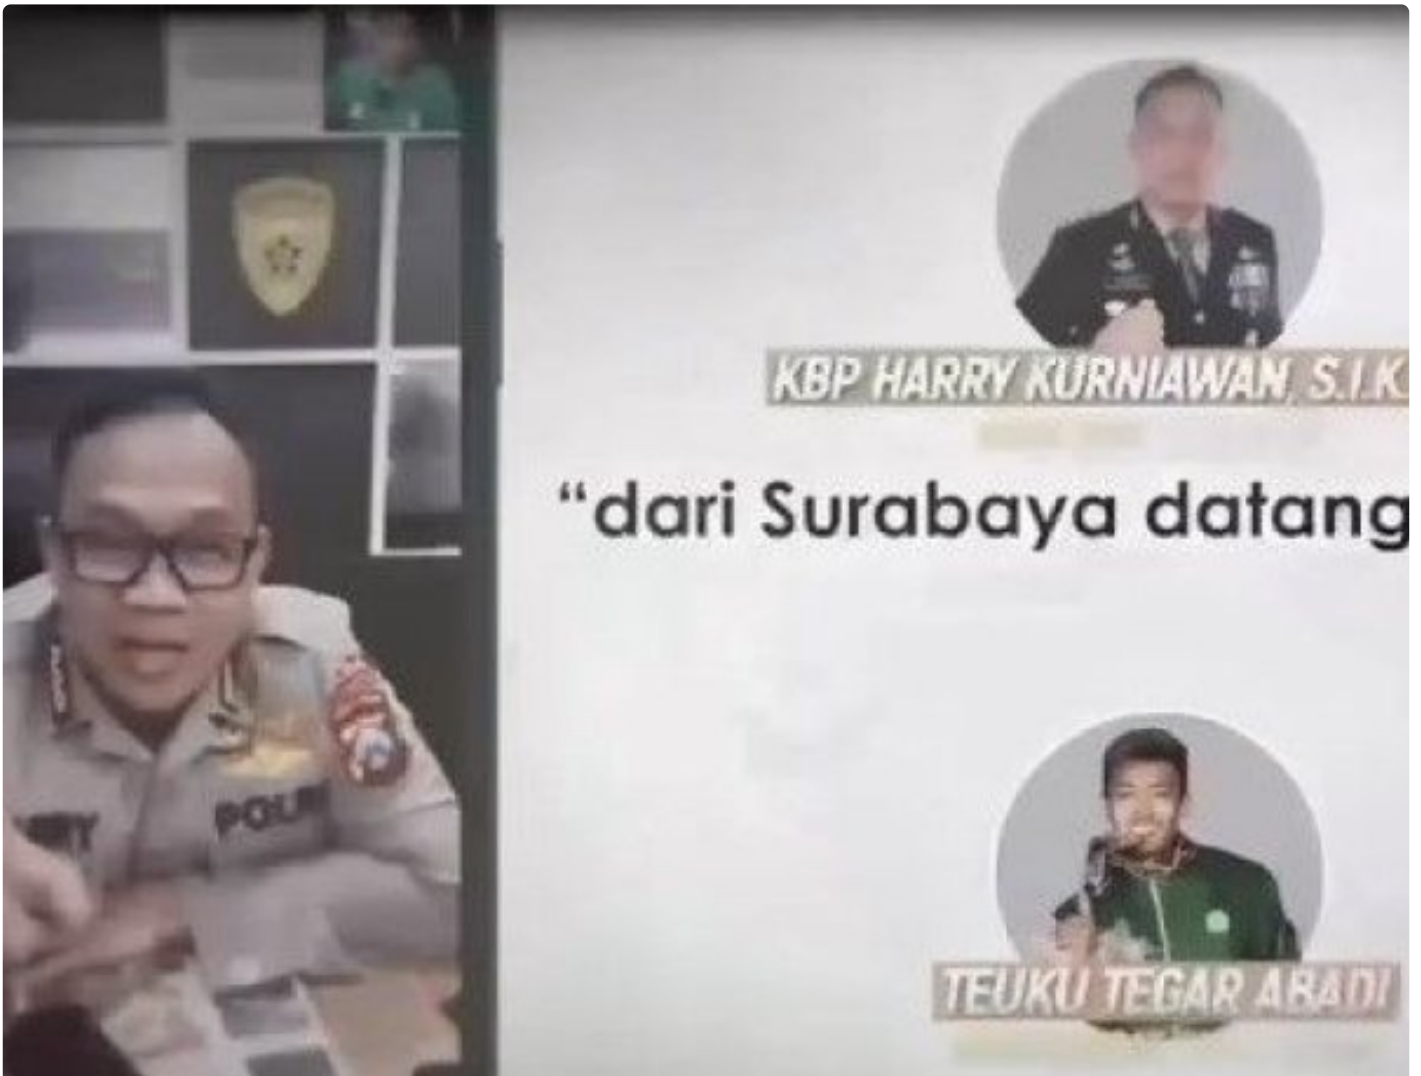 KBP HARRY KURNIAWAN, S.I.K.
“dari Surabaya datang
POLRI
TEUKU TEGAR ABADI